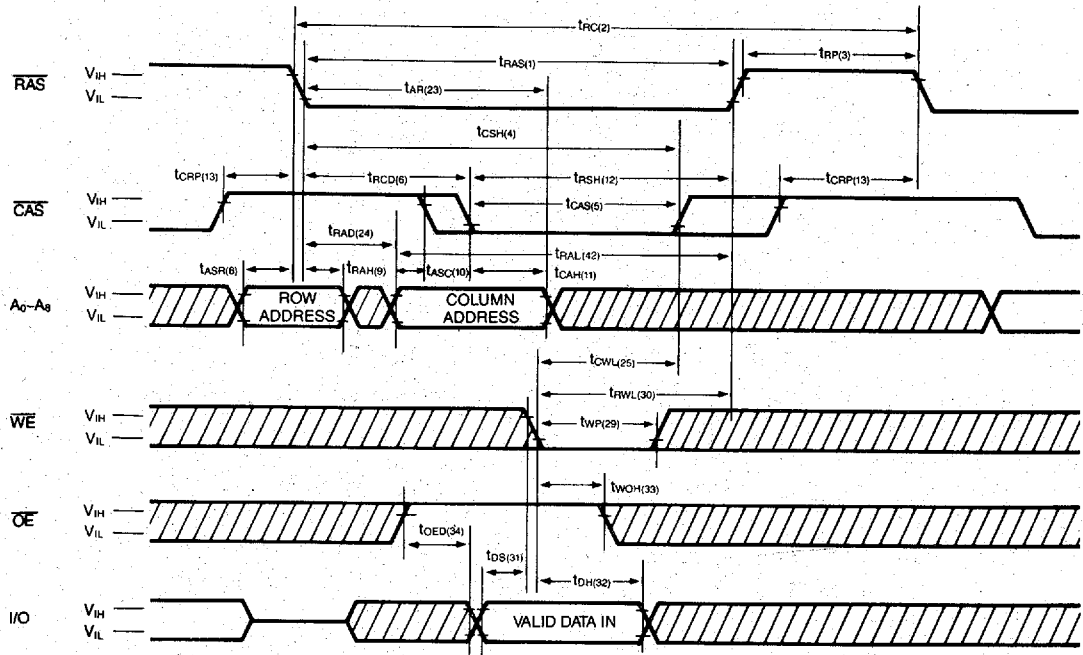 tRC(2)
tRAS(1)
tRP(3)
RAS
VIH
VIL
tAR(23)
tCSH(4)
tCRP(13)
tRCD(6)
tRSH(12)
tCRP(13)
CAS
VIH
VIL
tCAS(5)
tRAD(24)
tRAL(42)
tASR(8)
tRAH(9)
tASC(10)
tCAH(11)
A0-A8
VIH
VIL
ROW
ADDRESS
COLUMN
ADDRESS
tCWL(25)
tRWL(30)
WE
VIH
VIL
tWP(29)
tWOH(33)
OE
VIH
VIL
tOED(34)
tDS(31)
tDH(32)
I/O
VIH
VIL
VALID DATA IN